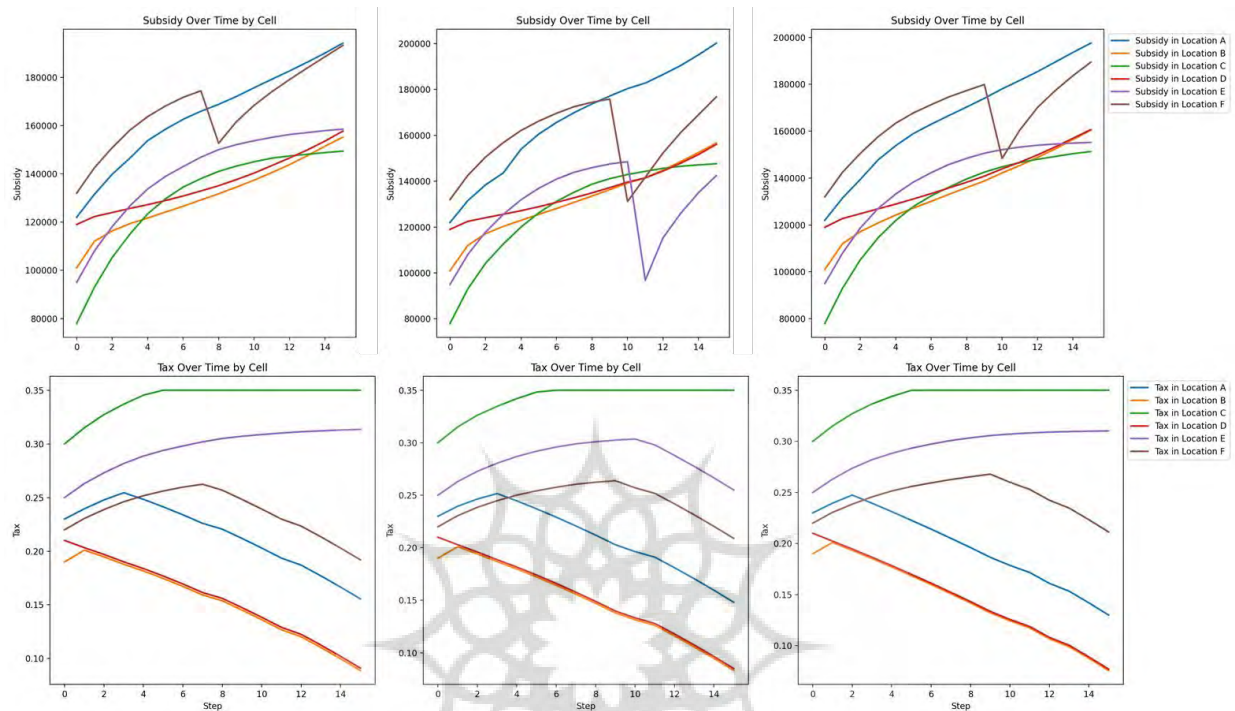 Subsidy Over Time by Cell
Subsidy
180000
160000
140000
120000
100000
80000
0 2 4 6 8 10 12 14
Subsidy Over Time by Cell
Subsidy
200000
180000
160000
140000
120000
100000
80000
0 2 4 6 8 10 12 14
Subsidy Over Time by Cell
Subsidy
200000
180000
160000
140000
120000
100000
80000
0 2 4 6 8 10 12 14
Subsidy in Location A
Subsidy in Location B
Subsidy in Location C
Subsidy in Location D
Subsidy in Location E
Subsidy in Location F
Tax Over Time by Cell
Tax
0.35
0.30
0.25
0.20
0.15
0.10
0 2 4 6 8 10 12 14
Step
Tax Over Time by Cell
Tax
0.35
0.30
0.25
0.20
0.15
0.10
0 2 4 6 8 10 12 14
Step
Tax Over Time by Cell
Tax
0.35
0.30
0.25
0.20
0.15
0.10
0 2 4 6 8 10 12 14
Step
Tax in Location A
Tax in Location B
Tax in Location C
Tax in Location D
Tax in Location E
Tax in Location F